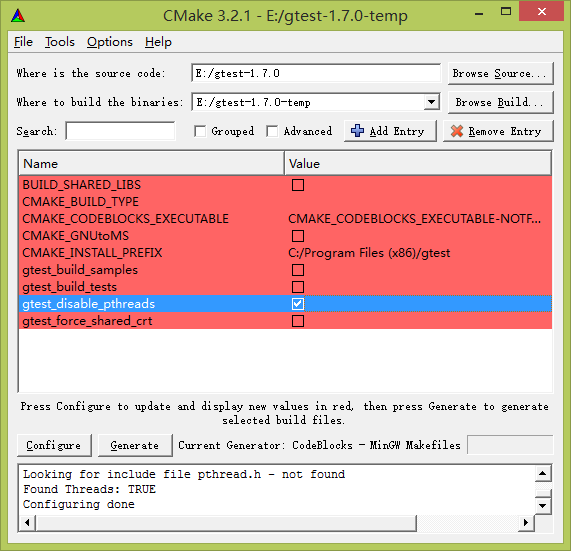 CMake 3.2.1 - E:/gtest-1.7.0-temp
File Tools Options Help
Where is the source code: E:/gtest-1.7.0 Browse Source...
Where to build the binaries: E:/gtest-1.7.0-temp Browse Build...
Search: Grouped Advanced Add Entry Remove Entry
Name Value
BUILD_SHARED_LIBS
CMAKE_BUILD_TYPE
CMAKE_CODEBLOCKS_EXECUTABLE CMAKE_CODEBLOCKS_EXECUTABLE-NOTF...
CMAKE_GNUtoMS
CMAKE_INSTALL_PREFIX C:/Program Files (x86)/gtest
gtest_build_samples
gtest_build_tests
gtest_disable_pthreads
gtest_force_shared_crt
Press Configure to update and display new values in red, then press Generate to generate
selected build files.
Configure Generate Current Generator: CodeBlocks - MinGW Makefiles
Looking for include file pthread.h - not found
Found Threads: TRUE
Configuring done